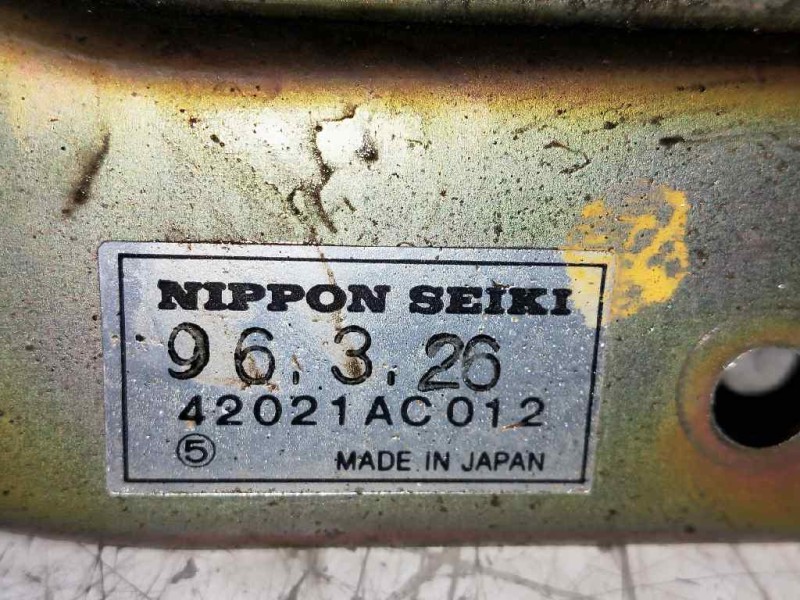 NIPPON SEIKI
96.3.26
42021AC012
⑤ MADE IN JAPAN